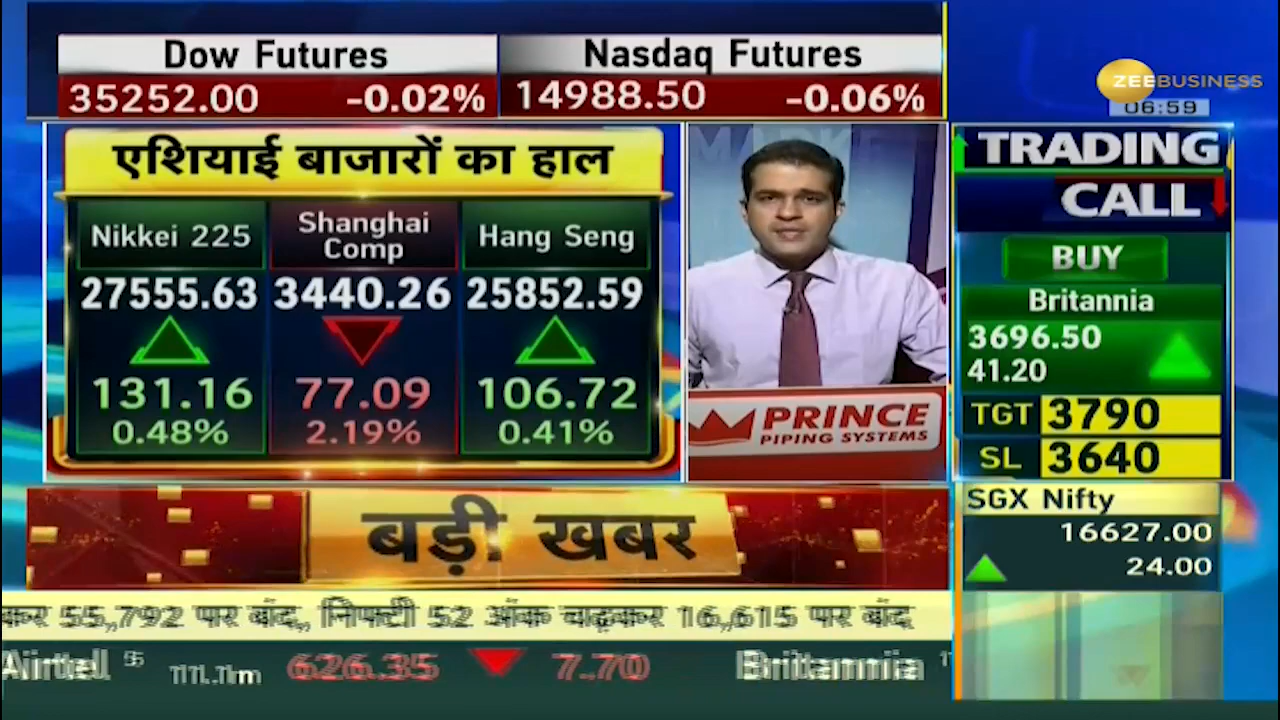 Dow Futures
35252.00 -0.02%
Nasdaq Futures
14988.50 -0.06%
ZEEBUSINESS
06:59
एशियाई बाजारों का हाल
Nikkei 225
27555.63
131.16
0.48%
Shanghai
Comp
3440.26
77.09
2.19%
Hang Seng
25852.59
106.72
0.41%
MARKET
PRINCE
PIPING SYSTEMS
TRADING
CALL
BUY
Britannia
3696.50
41.20
TGT 3790
SL 3640
SGX Nifty
16627.00
24.00
बड़ी खबर
कर 55,792 पर बंद, निफ्टी 52 अंक चढ़कर 16,615 पर बंद
Airtel 626.35 7.70 Britannia